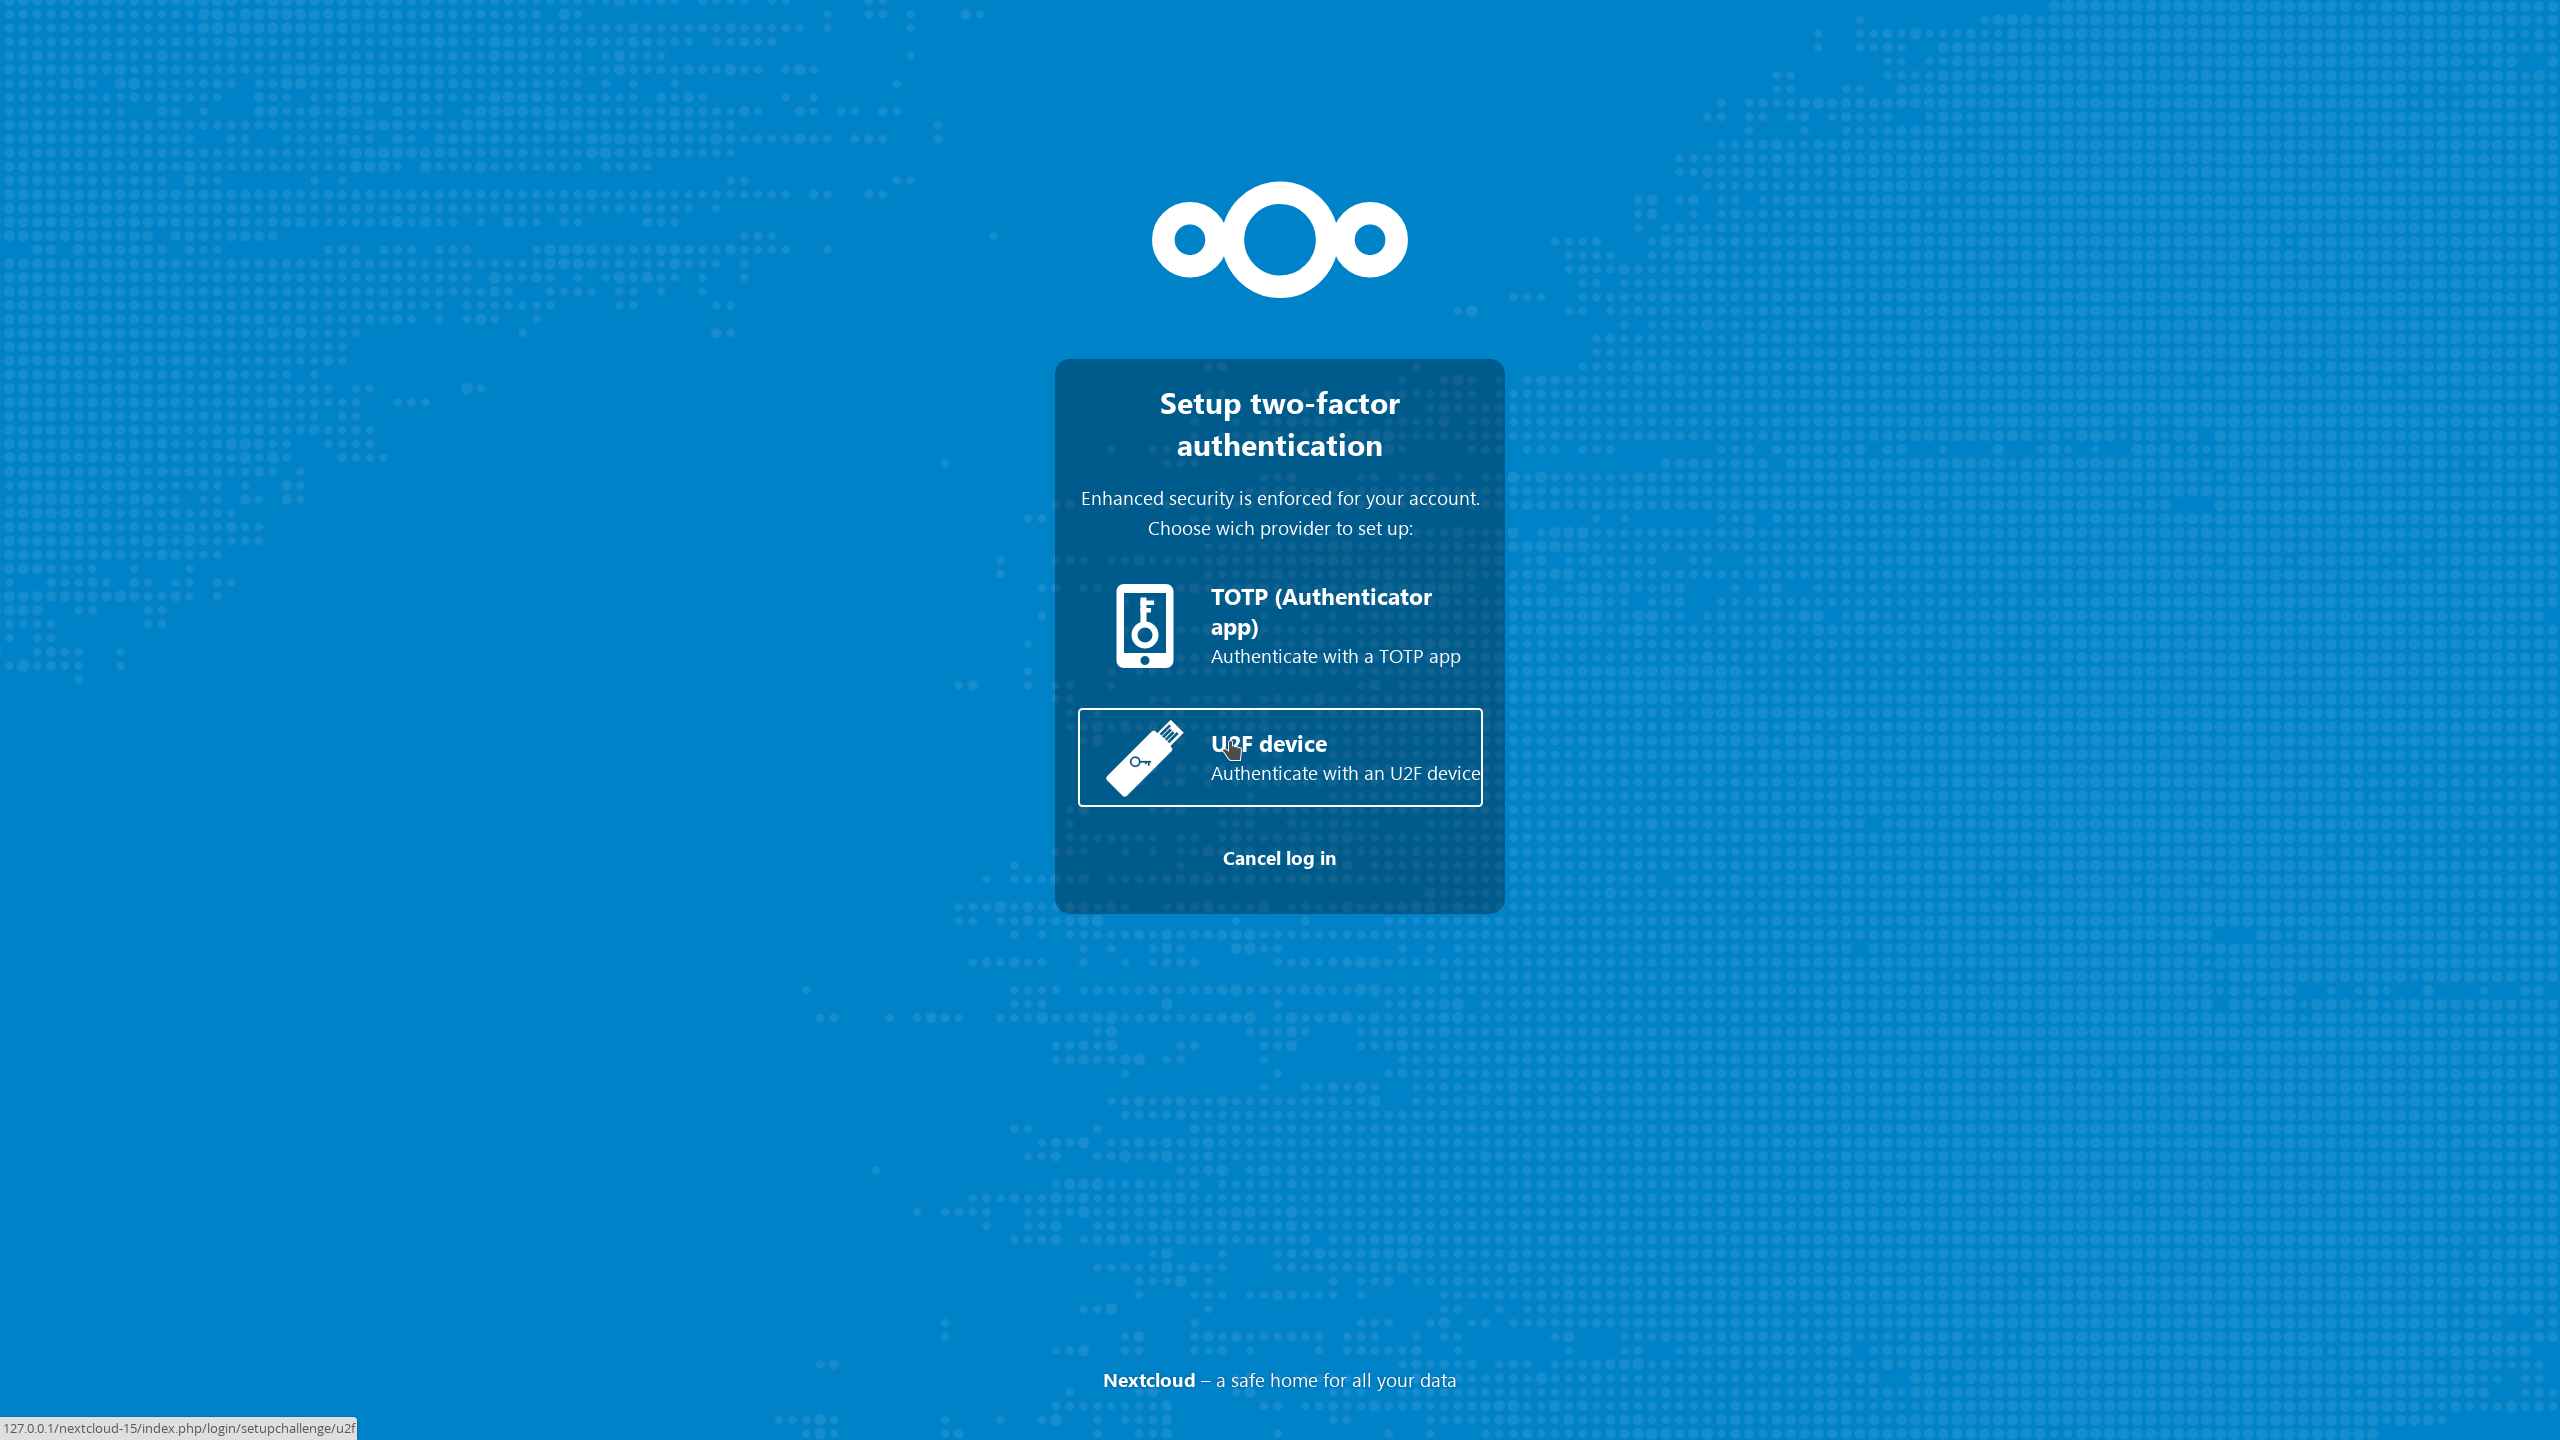 Setup two-factor
authentication
Enhanced security is enforced for your account.
Choose wich provider to set up:
TOTP (Authenticator
app)
Authenticate with a TOTP app
U2F device
Authenticate with an U2F device
Cancel log in
Nextcloud – a safe home for all your data
127.0.0.1/nextcloud-15/index.php/login/setupchallenge/u2f